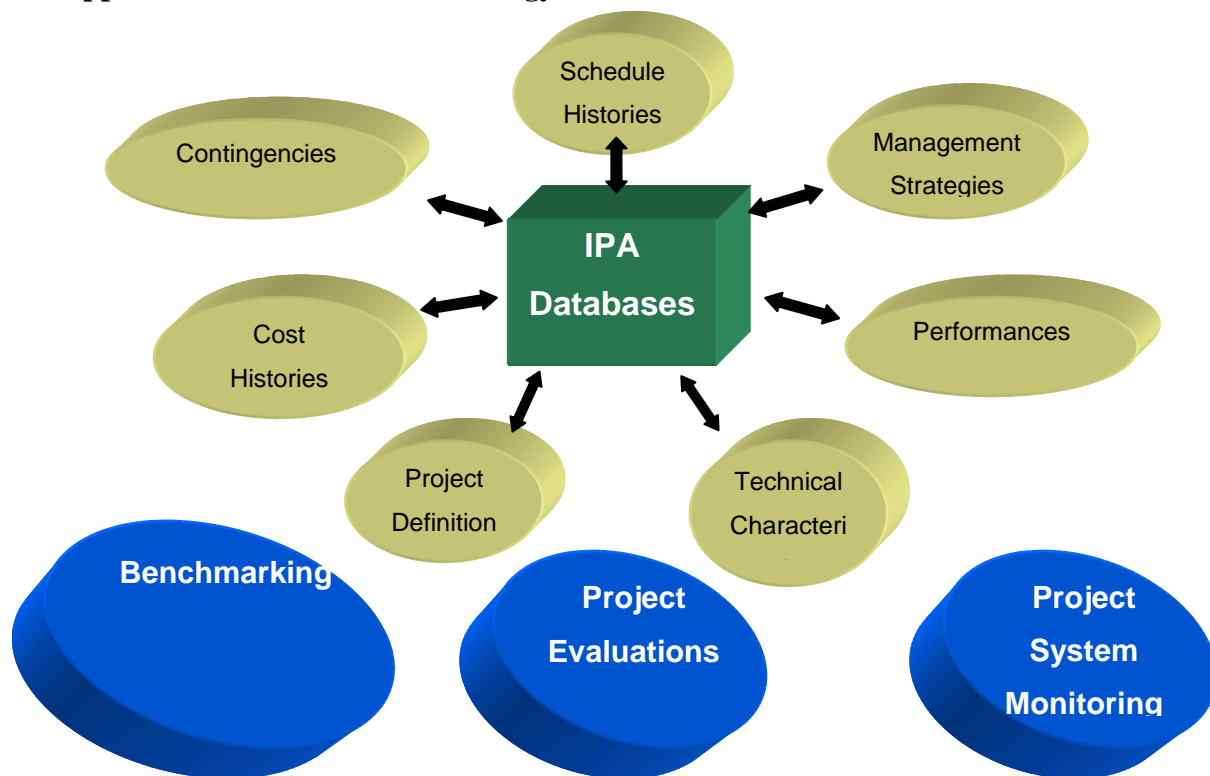 Schedule
Histories
Contingencies
Management
Strategies
IPA
Databases
Cost
Histories
Performances
Project
Definition
Technical
Characteri
Benchmarking
Project
Evaluations
Project
System
Monitoring